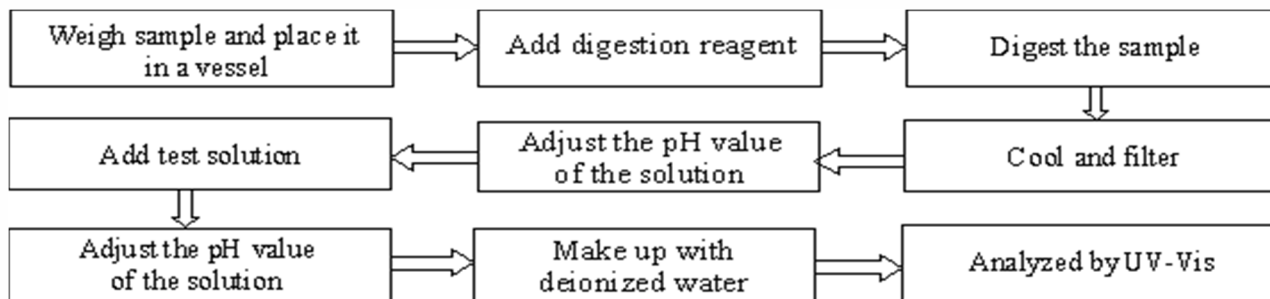 Weigh sample and place it
in a vessel
Add digestion reagent
Digest the sample
Cool and filter
Adjust the pH value
of the solution
Add test solution
Adjust the pH value
of the solution
Make up with
deionized water
Analyzed by UV-Vis